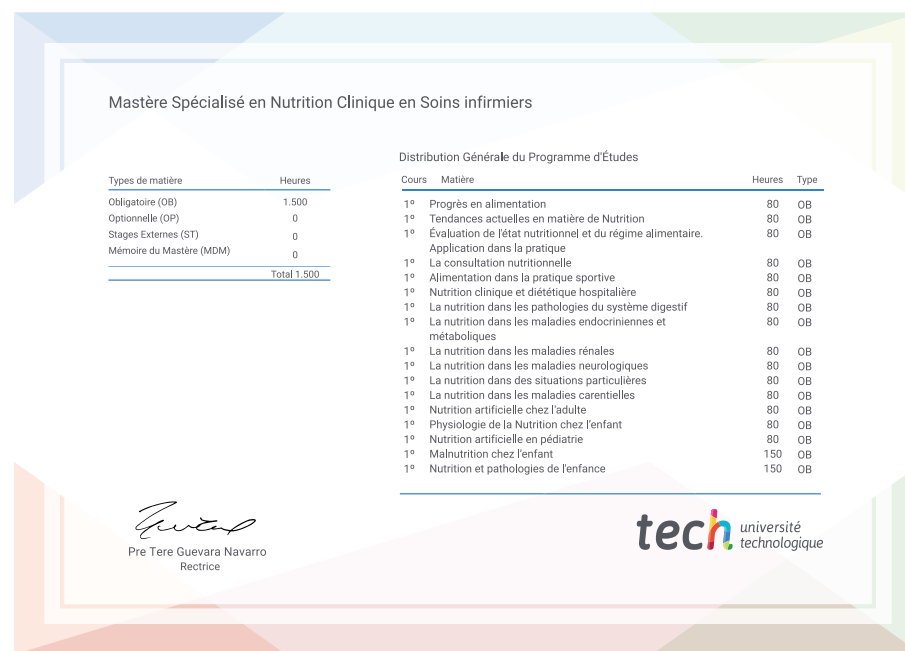 Mastère Spécialisé en Nutrition Clinique en Soins infirmiers
Types de matière Heures
Obligatoire (OB) 1.500
Optionnelle (OP) 0
Stages Externes (ST) 0
Mémoire du Mastère (MDM) 0
Total 1.500
Distribution Générale du Programme d'Études
Cours Matière Heures Type
1º Progrès en alimentation 80 OB
1º Tendances actuelles en matière de Nutrition 80 OB
1º Évaluation de l'état nutritionnel et du régime alimentaire. 80 OB
Application dans la pratique
1º La consultation nutritionnelle 80 OB
1º Alimentation dans la pratique sportive 80 OB
1º Nutrition clinique et diététique hospitalière 80 OB
1º La nutrition dans les pathologies du système digestif 80 OB
1º La nutrition dans les maladies endocriniennes et 80 OB
métaboliques
1º La nutrition dans les maladies rénales 80 OB
1º La nutrition dans les maladies neurologiques 80 OB
1º La nutrition dans des situations particulières 80 OB
1º La nutrition dans les maladies carentielles 80 OB
1º Nutrition artificielle chez l'adulte 80 OB
1º Physiologie de la Nutrition chez l'enfant 80 OB
1º Nutrition artificielle en pédiatrie 80 OB
1º Malnutrition chez l'enfant 150 OB
1º Nutrition et pathologies de l'enfance 150 OB
Pre Tere Guevara Navarro
Rectrice
tech université
technologique